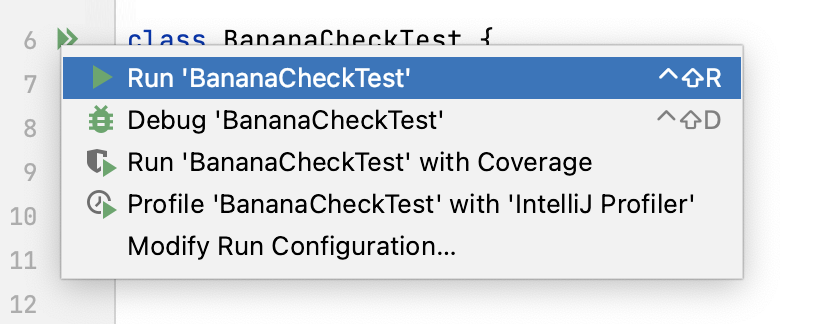 6 class BananaCheckTest {
7 Run 'BananaCheckTest' ^⇧R
8 Debug 'BananaCheckTest' ^⇧D
9 Run 'BananaCheckTest' with Coverage
10 Profile 'BananaCheckTest' with 'IntelliJ Profiler'
11 Modify Run Configuration...
12